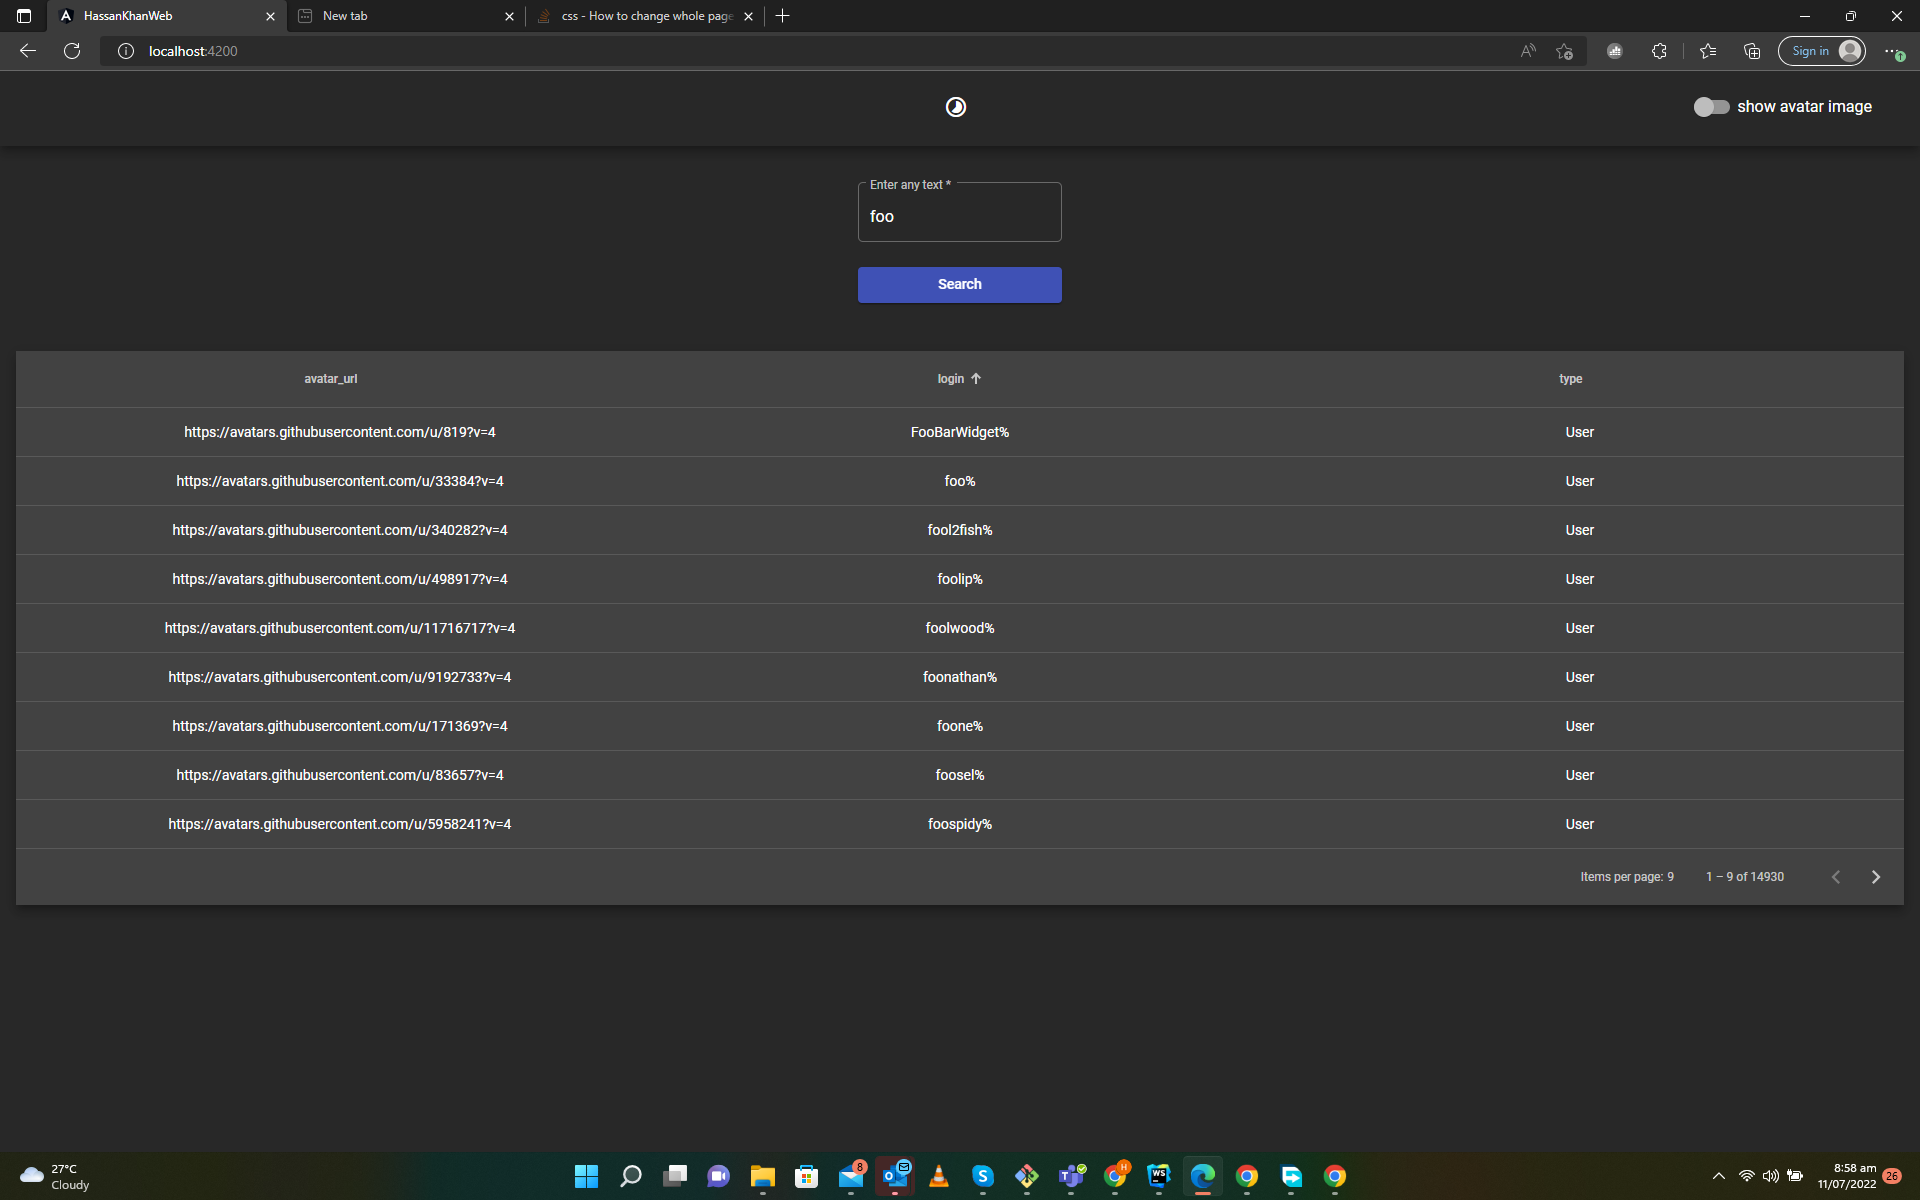 HassanKhanWeb
New tab
css - How to change whole page
localhost:4200
Sign in
show avatar image
Enter any text *
foo
Search
avatar_url login type
https://avatars.githubusercontent.com/u/819?v=4 FooBarWidget% User
https://avatars.githubusercontent.com/u/33384?v=4 foo% User
https://avatars.githubusercontent.com/u/340282?v=4 fool2fish% User
https://avatars.githubusercontent.com/u/498917?v=4 foolip% User
https://avatars.githubusercontent.com/u/11716717?v=4 foolwood% User
https://avatars.githubusercontent.com/u/9192733?v=4 foonathan% User
https://avatars.githubusercontent.com/u/171369?v=4 foone% User
https://avatars.githubusercontent.com/u/83657?v=4 foosel% User
https://avatars.githubusercontent.com/u/5958241?v=4 foospidy% User
Items per page: 9 1 – 9 of 14930
27°C
Cloudy
8
H
WS
8:58 am
11/07/2022
26